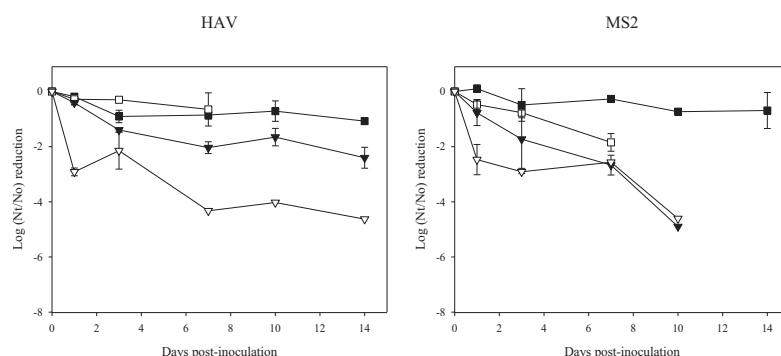 HAV
MS2
0
-2
-4
-6
-8
Log (Nt/No) reduction
0 2 4 6 8 10 12 14
Days post-inoculation
0
-2
-4
-6
-8
Log (Nt/No) reduction
0 2 4 6 8 10 12 14
Days post-inoculation